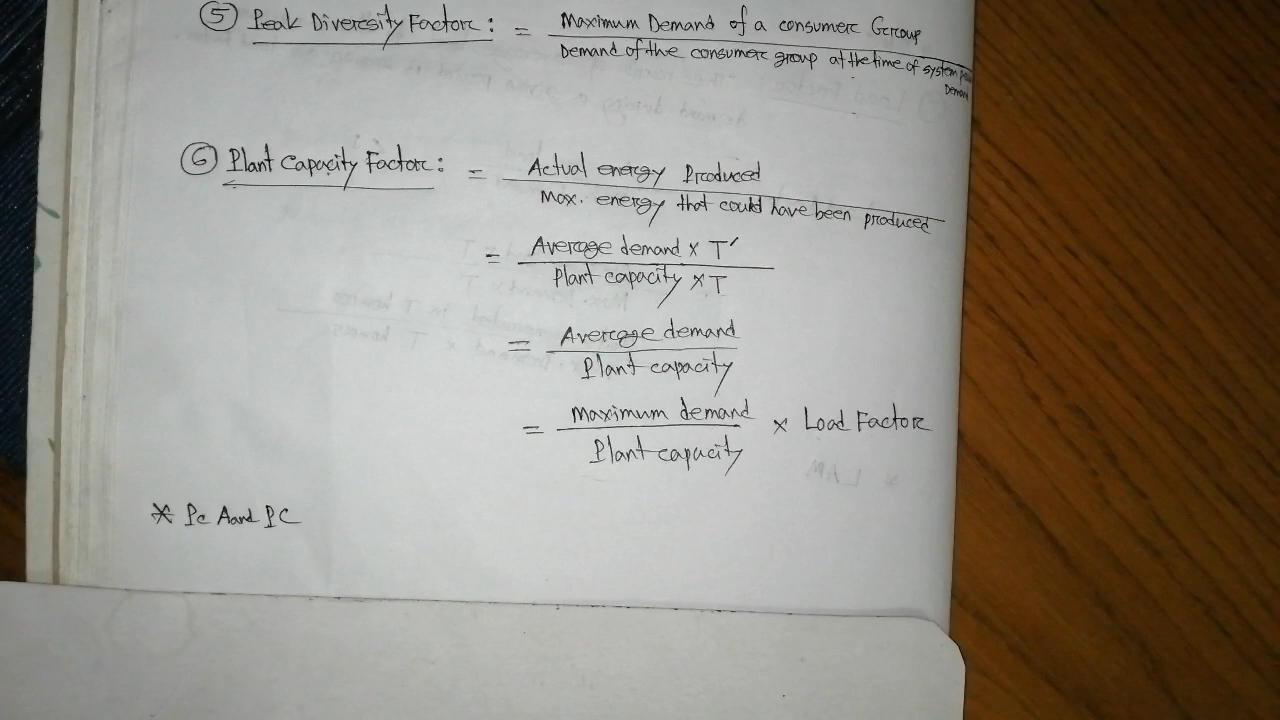 ⑤ Peak Diversity Factor : = Maximum Demand of a consumer Group
Demand of the consumer group at the time of system
Demand
⑥ Plant Capacity Factor : = Actual energy Produced
Max. energy that could have been produced
= Average demand × T'
Plant capacity × T
= Average demand
Plant capacity
= Maximum demand × Load Factor
Plant capacity
* Pc Aand PC